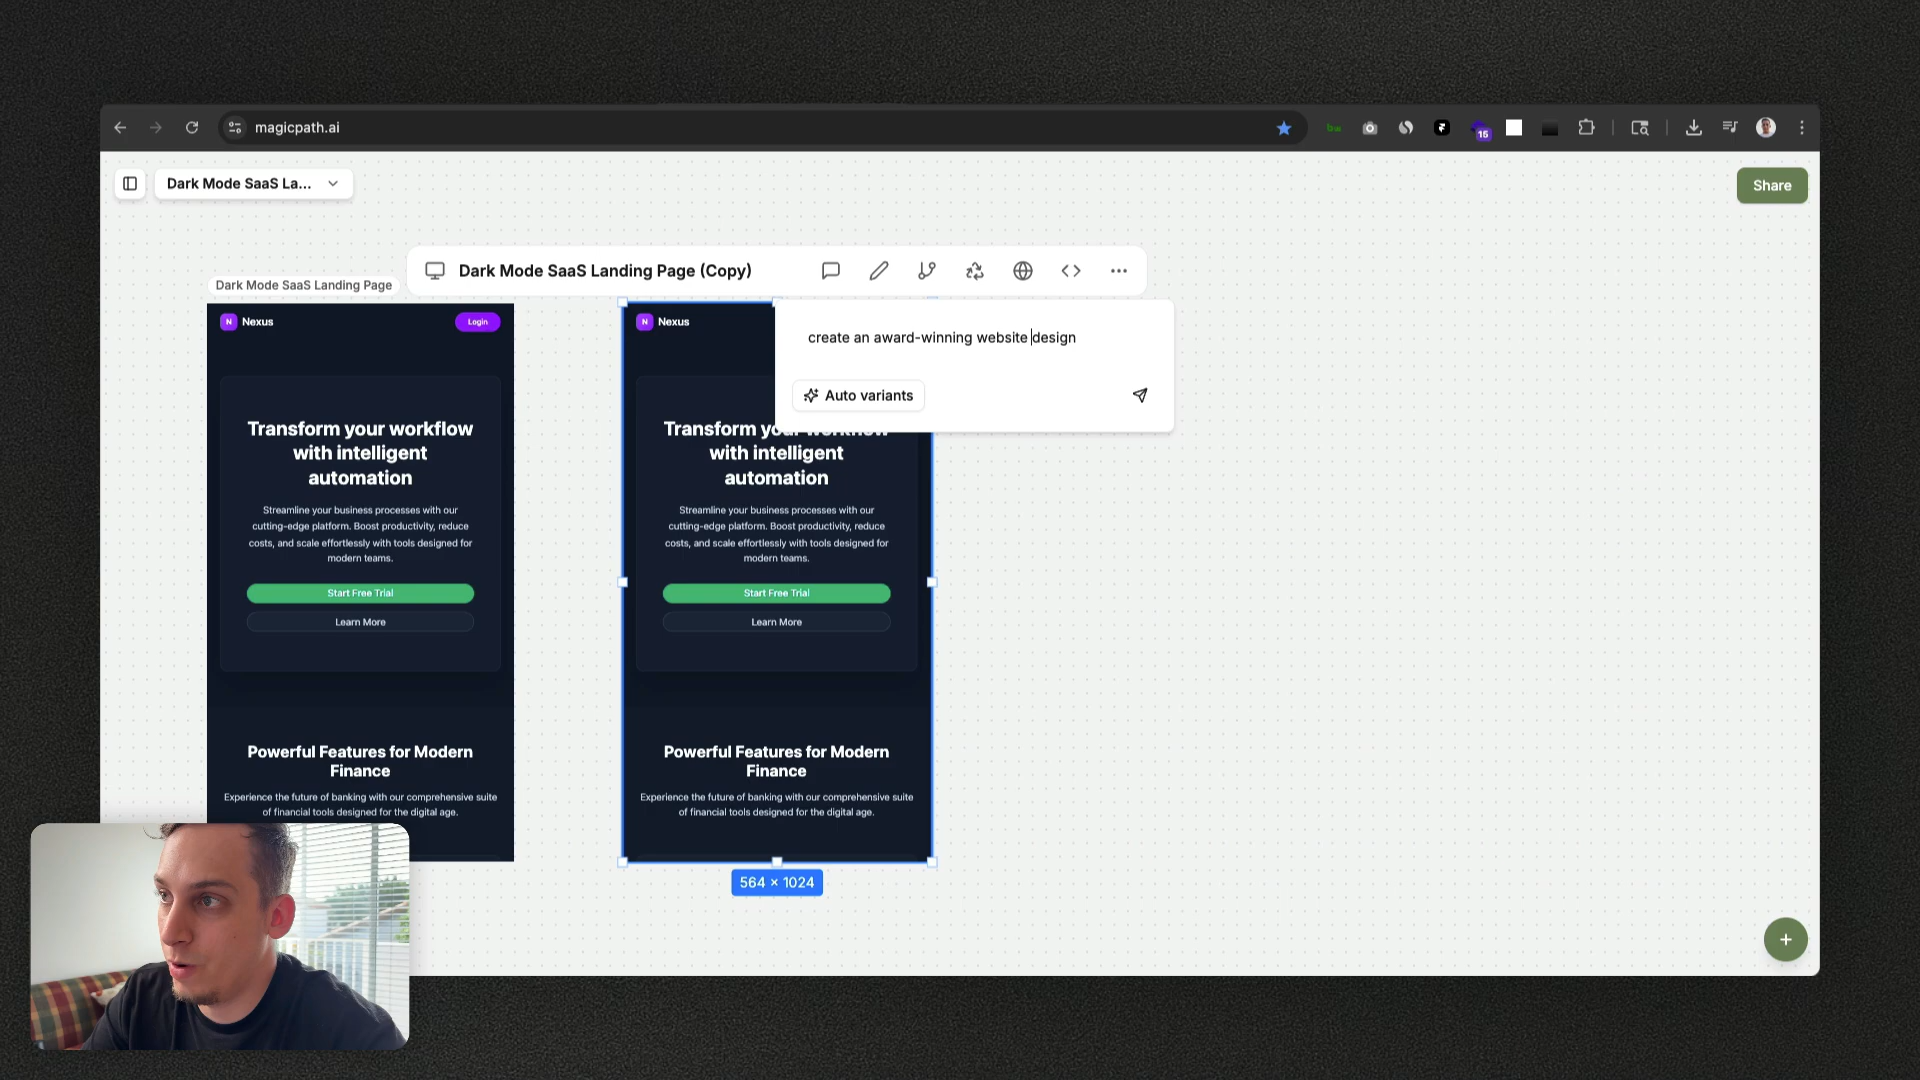 magicpath.ai
15
Dark Mode SaaS La...
Share
Dark Mode SaaS Landing Page (Copy)
Dark Mode SaaS Landing Page
N Nexus
Login
Transform your workflow
with intelligent
automation
Streamline your business processes with our
cutting-edge platform. Boost productivity, reduce
costs, and scale effortlessly with tools designed for
modern teams.
Start Free Trial
Learn More
Powerful Features for Modern
Finance
Experience the future of banking with our comprehensive suite
of financial tools designed for the digital age.
N Nexus
create an award-winning website design
Auto variants
Transform your workflow
with intelligent
automation
Streamline your business processes with our
cutting-edge platform. Boost productivity, reduce
costs, and scale effortlessly with tools designed for
modern teams.
Start Free Trial
Learn More
Powerful Features for Modern
Finance
Experience the future of banking with our comprehensive suite
of financial tools designed for the digital age.
564 × 1024